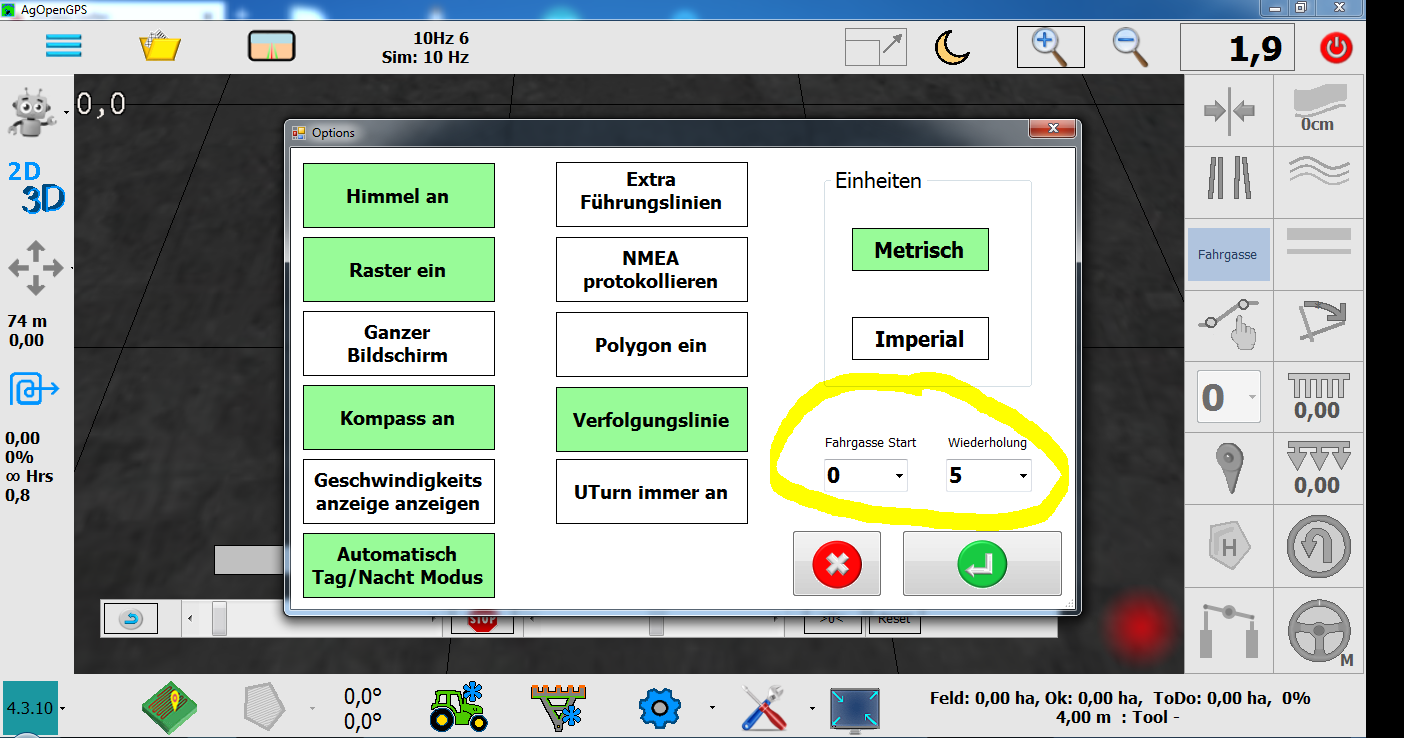 AgOpenGPS
10Hz 6
Sim: 10 Hz
1,9
0,0
2D
3D
74 m
0,00
0,00
0%
∞ Hrs
0,8
Options
Himmel an
Raster ein
Ganzer
Bildschirm
Kompass an
Geschwindigkeits
anzeige anzeigen
Automatisch
Tag/Nacht Modus
Extra
Führungslinien
NMEA
protokollieren
Polygon ein
Verfolgungslinie
UTurn immer an
Einheiten
Metrisch
Imperial
Fahrgasse Start
Wiederholung
0
5
STOP
>0<
Reset
0cm
Fahrgasse
0
0,00
0,00
H
M
4.3.10
0,0°
0,0°
Feld: 0,00 ha, Ok: 0,00 ha, ToDo: 0,00 ha, 0%
4,00 m : Tool -